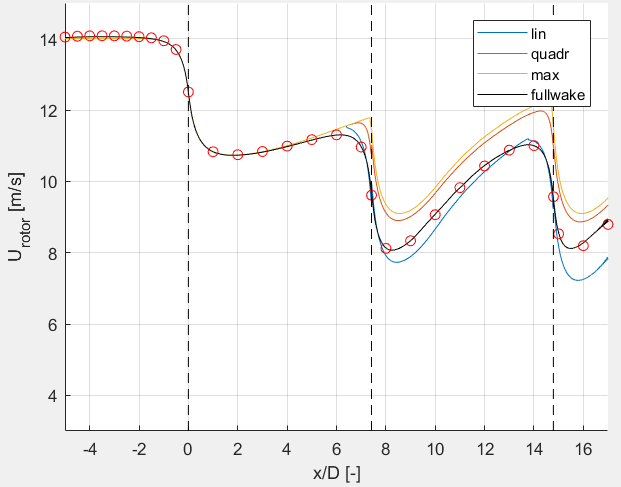 14
12
10
8
6
4
U_rotor [m/s]
-4 -2 0 2 4 6 8 10 12 14 16
x/D [-]
lin
quadr
max
fullwake